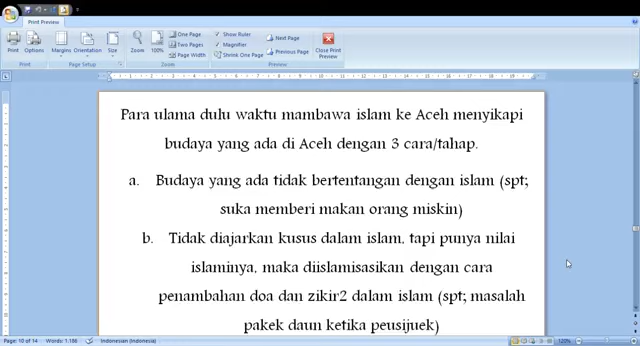 Print Preview
Print
Options
Margins
Orientation
Size
Zoom
100%
One Page
Two Pages
Page Width
Show Ruler
Magnifier
Shrink One Page
Next Page
Previous Page
Close Print
Preview
Print
Page Setup
Zoom
Preview
Para ulama dulu waktu mambawa islam ke Aceh menyikapi
budaya yang ada di Aceh dengan 3 cara/tahap.
a. Budaya yang ada tidak bertentangan dengan islam (spt;
suka memberi makan orang miskin)
b. Tidak diajarkan kusus dalam islam, tapi punya nilai
islaminya, maka diislamisasikan dengan cara
penambahan doa dan zikir2 dalam islam (spt; masalah
pakek daun ketika peusijuek)
Page: 10 of 14 Words: 1.186 Indonesian (Indonesia) 120%